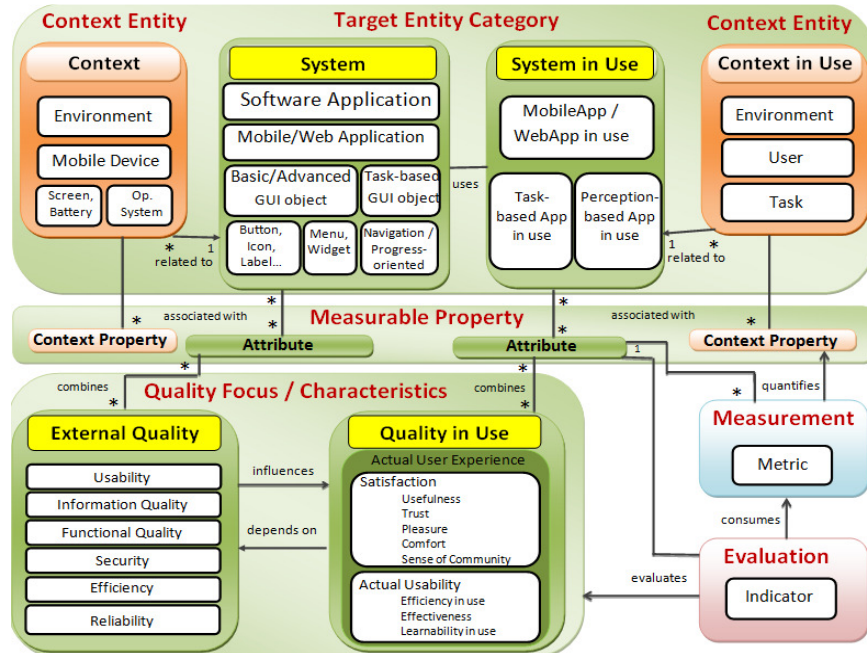 Context Entity
Target Entity Category
Context Entity
Context
Environment
Mobile Device
Screen,
Battery
Op.
System
System
Software Application
Mobile/Web Application
Basic/Advanced
GUI object
Task-based
GUI object
Button,
Icon,
Label...
Menu,
Widget
Navigation /
Progress-
oriented
uses
System in Use
MobileApp /
WebApp in use
Task-
based App
in use
Perception-
based App
in use
Context in Use
Environment
User
Task
*
1
related to
1
*
related to
*
*
associated with
*
*
associated with
*
*
Measurable Property
Context Property
Attribute
Attribute
1
Context Property
*
combines
*
*
combines
*
*
quantifies
Quality Focus / Characteristics
External Quality
Usability
Information Quality
Functional Quality
Security
Efficiency
Reliability
influences
depends on
Quality in Use
Actual User Experience
Satisfaction
Usefulness
Trust
Pleasure
Comfort
Sense of Community
Actual Usability
Efficiency in use
Effectiveness
Learnability in use
Measurement
Metric
consumes
Evaluation
Indicator
evaluates